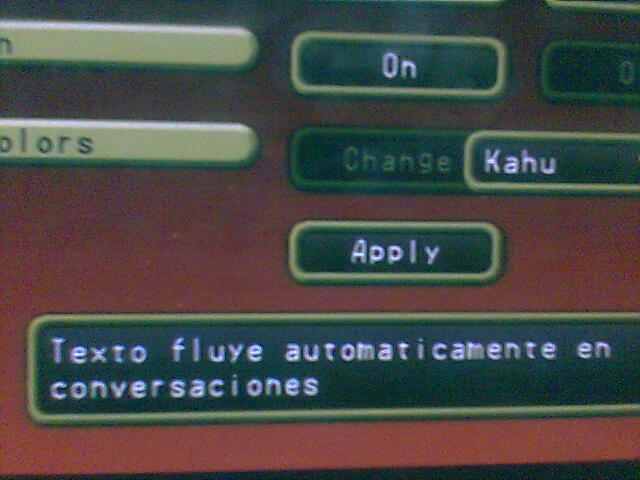 n
On
O
olors
Change
Kahu
Apply
Texto fluye automaticamente en
conversaciones